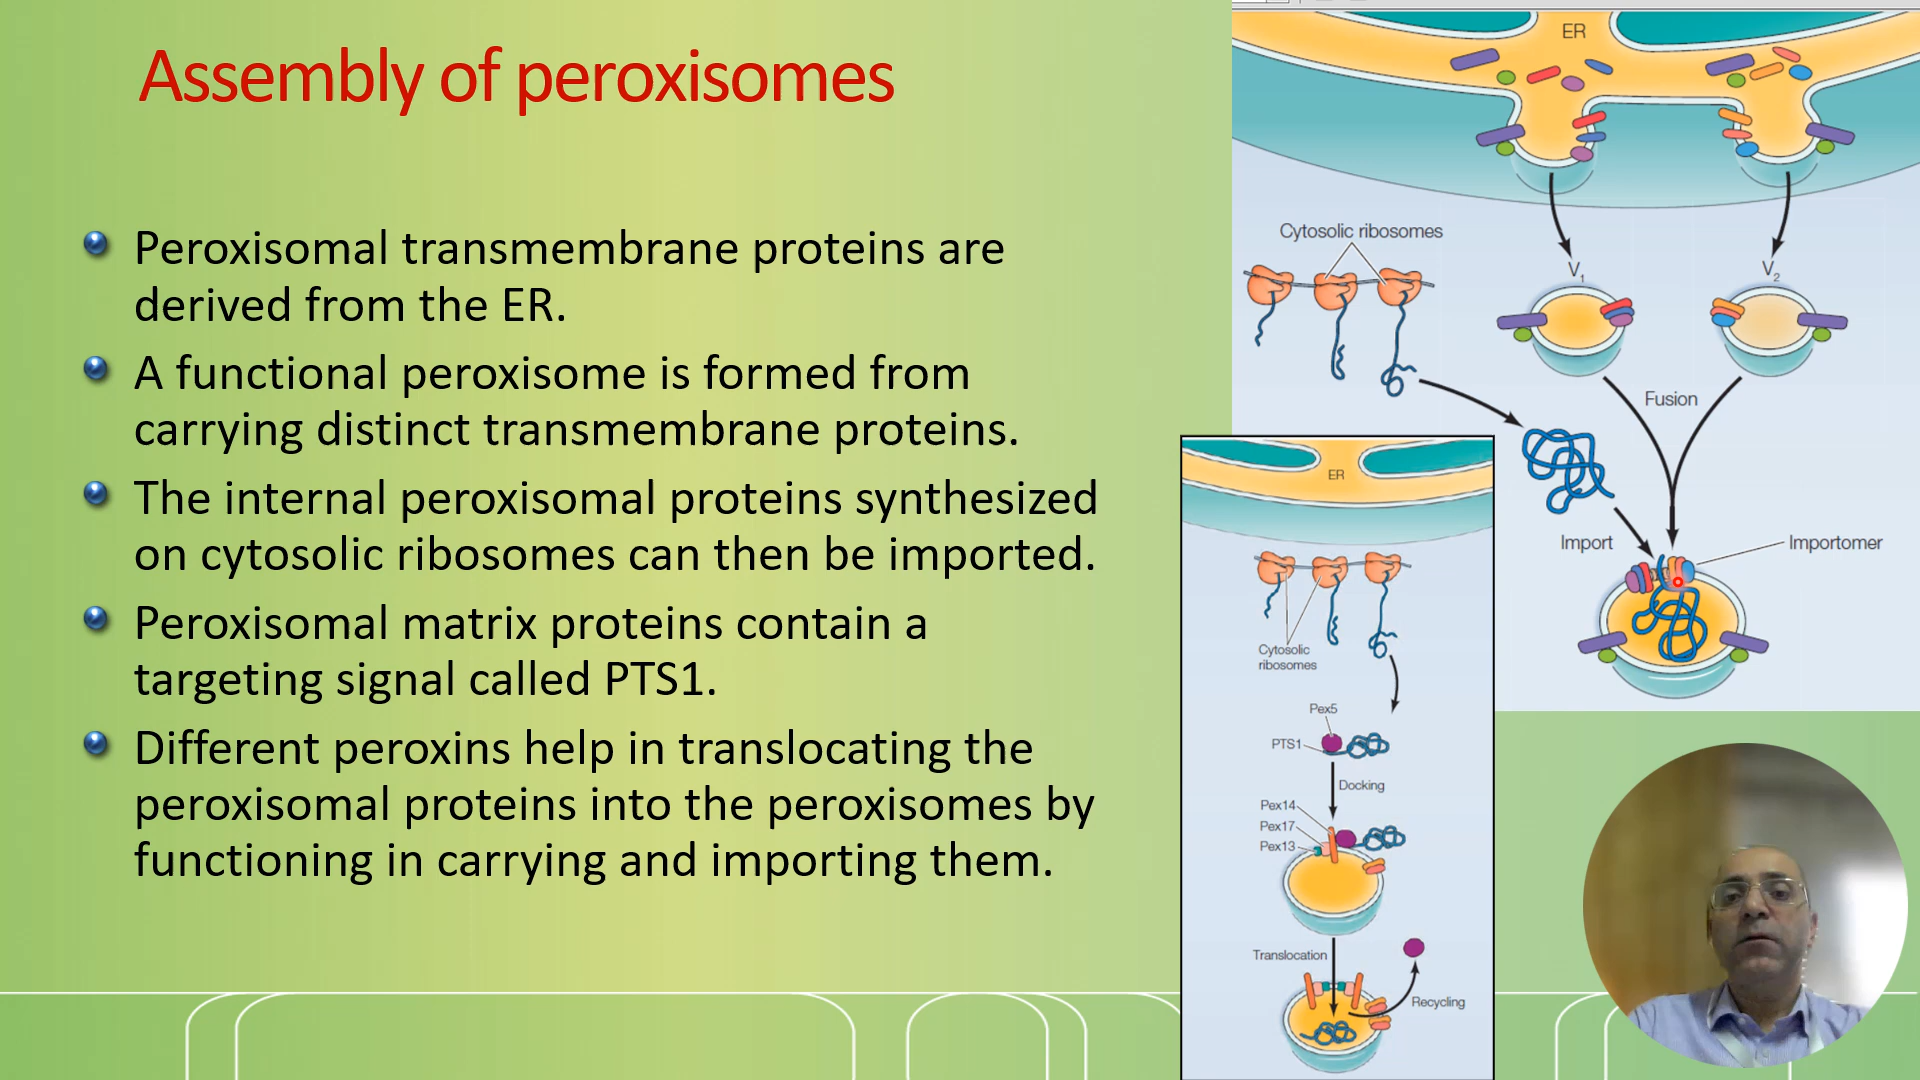 Assembly of peroxisomes
Peroxisomal transmembrane proteins are
derived from the ER.
A functional peroxisome is formed from
carrying distinct transmembrane proteins.
The internal peroxisomal proteins synthesized
on cytosolic ribosomes can then be imported.
Peroxisomal matrix proteins contain a
targeting signal called PTS1.
Different peroxins help in translocating the
peroxisomal proteins into the peroxisomes by
functioning in carrying and importing them.
ER
Cytosolic ribosomes
V1
V2
Fusion
Import
Importomer
ER
Cytosolic
ribosomes
Pex5
PTS1
Docking
Pex14
Pex17
Pex13
Translocation
Recycling